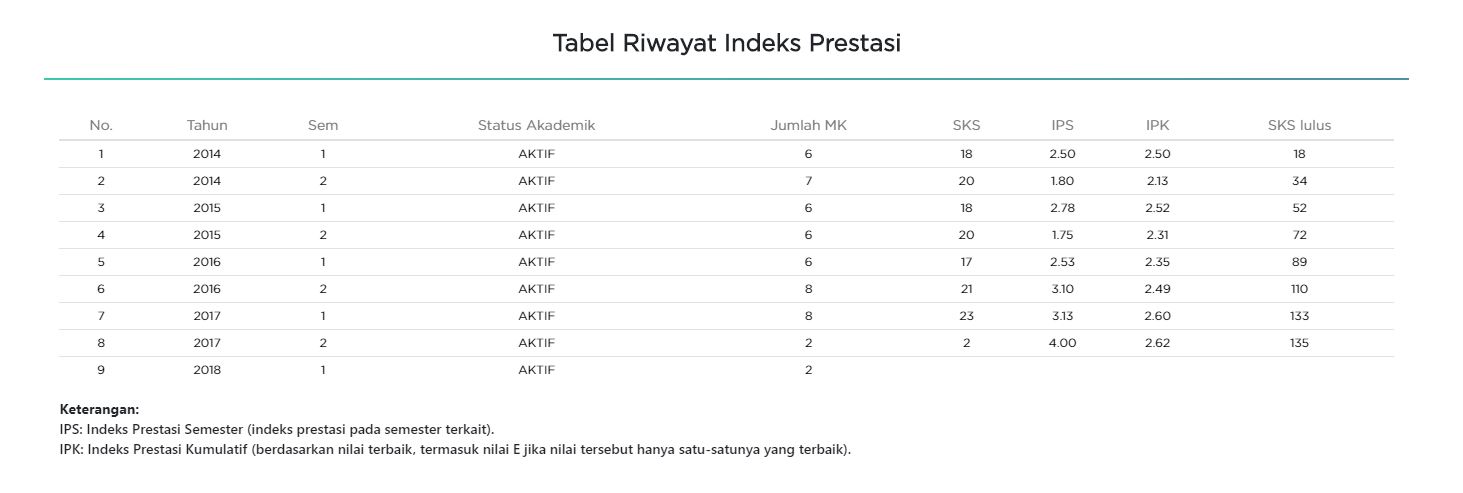 Tabel Riwayat Indeks Prestasi
No. Tahun Sem Status Akademik Jumlah MK SKS IPS IPK SKS lulus
1 2014 1 AKTIF 6 18 2.50 2.50 18
2 2014 2 AKTIF 7 20 1.80 2.13 34
3 2015 1 AKTIF 6 18 2.78 2.52 52
4 2015 2 AKTIF 6 20 1.75 2.31 72
5 2016 1 AKTIF 6 17 2.53 2.35 89
6 2016 2 AKTIF 8 21 3.10 2.49 110
7 2017 1 AKTIF 8 23 3.13 2.60 133
8 2017 2 AKTIF 2 2 4.00 2.62 135
9 2018 1 AKTIF 2
Keterangan:
IPS: Indeks Prestasi Semester (indeks prestasi pada semester terkait).
IPK: Indeks Prestasi Kumulatif (berdasarkan nilai terbaik, termasuk nilai E jika nilai tersebut hanya satu-satunya yang terbaik).